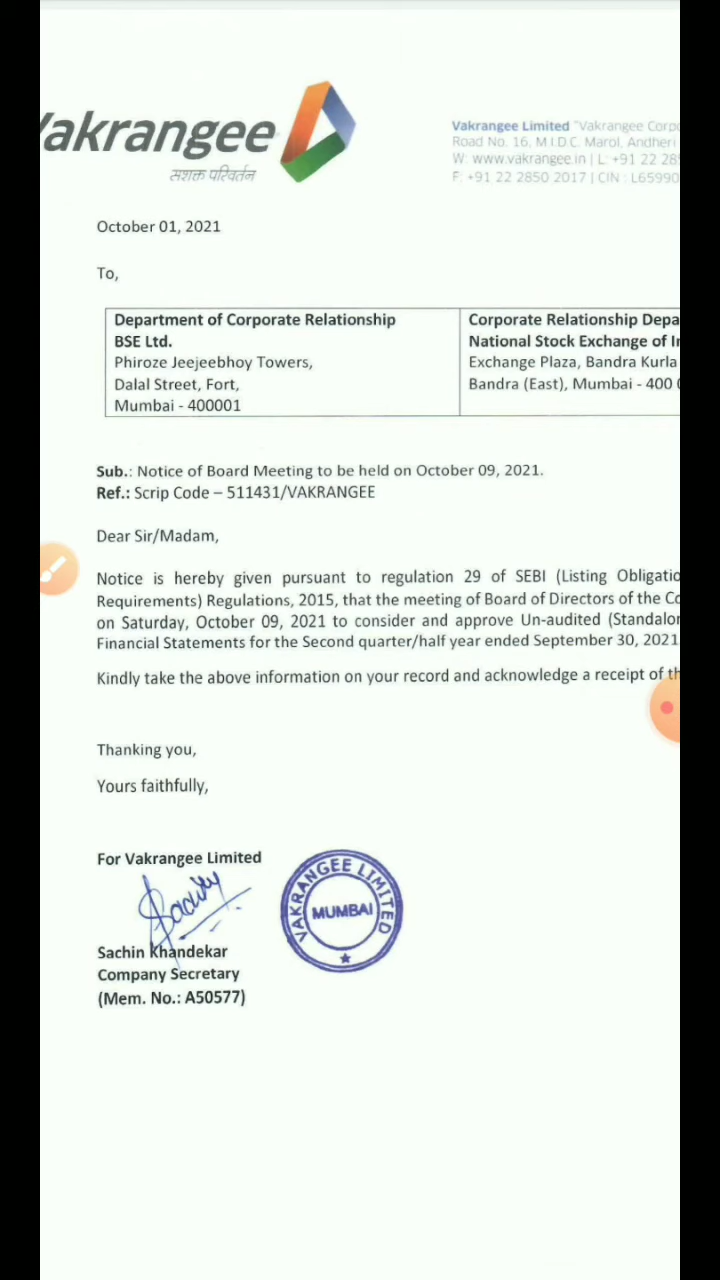 Vakrangee
सशक्त परिवर्तन
Vakrangee Limited "Vakrangee Corpo
Road No. 16, M.I.D.C. Marol, Andheri
W: www.vakrangee.in | L: +91 22 28
F: +91 22 2850 2017 | CIN : L65990
October 01, 2021
To,
Department of Corporate Relationship
BSE Ltd.
Phiroze Jeejeebhoy Towers,
Dalal Street, Fort,
Mumbai - 400001
Corporate Relationship Depa
National Stock Exchange of I
Exchange Plaza, Bandra Kurla
Bandra (East), Mumbai - 400
Sub.: Notice of Board Meeting to be held on October 09, 2021.
Ref.: Scrip Code – 511431/VAKRANGEE
Dear Sir/Madam,
Notice is hereby given pursuant to regulation 29 of SEBI (Listing Obligatio
Requirements) Regulations, 2015, that the meeting of Board of Directors of the Co
on Saturday, October 09, 2021 to consider and approve Un-audited (Standalon
Financial Statements for the Second quarter/half year ended September 30, 2021
Kindly take the above information on your record and acknowledge a receipt of th
Thanking you,
Yours faithfully,
For Vakrangee Limited
VAKRANGEE LIMITED
MUMBAI
Sachin Khandekar
Company Secretary
(Mem. No.: A50577)